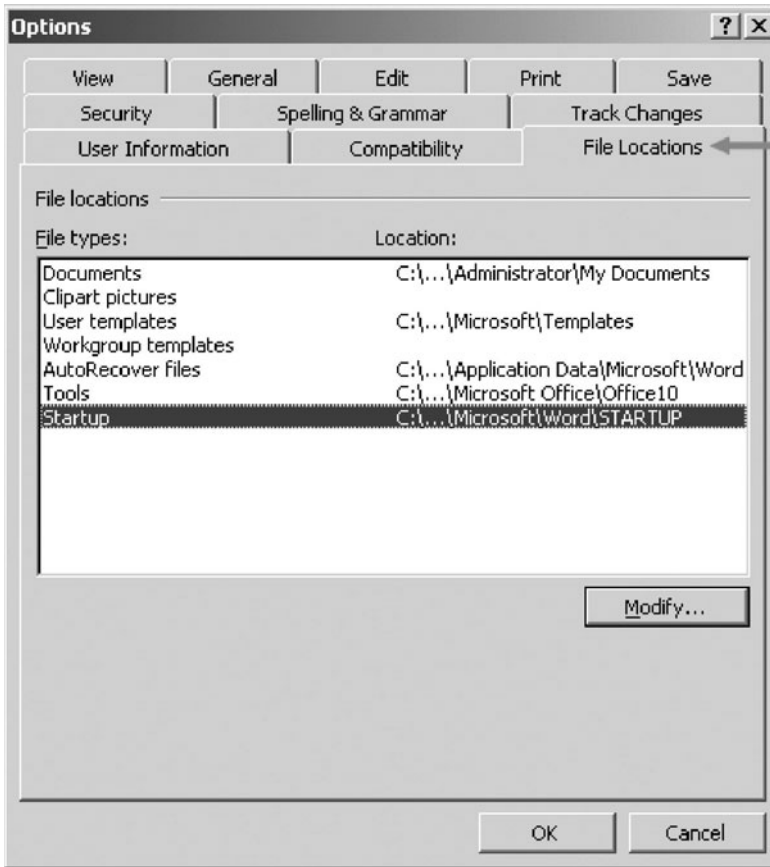 Options
View General Edit Print Save
Security Spelling & Grammar Track Changes
User Information Compatibility File Locations
File locations
File types: Location:
Documents C:\...\Administrator\My Documents
Clipart pictures
User templates C:\...\Microsoft\Templates
Workgroup templates
AutoRecover files C:\...\Application Data\Microsoft\Word
Tools C:\...\Microsoft Office\Office10
Startup C:\...\Microsoft\Word\STARTUP
Modify...
OK Cancel